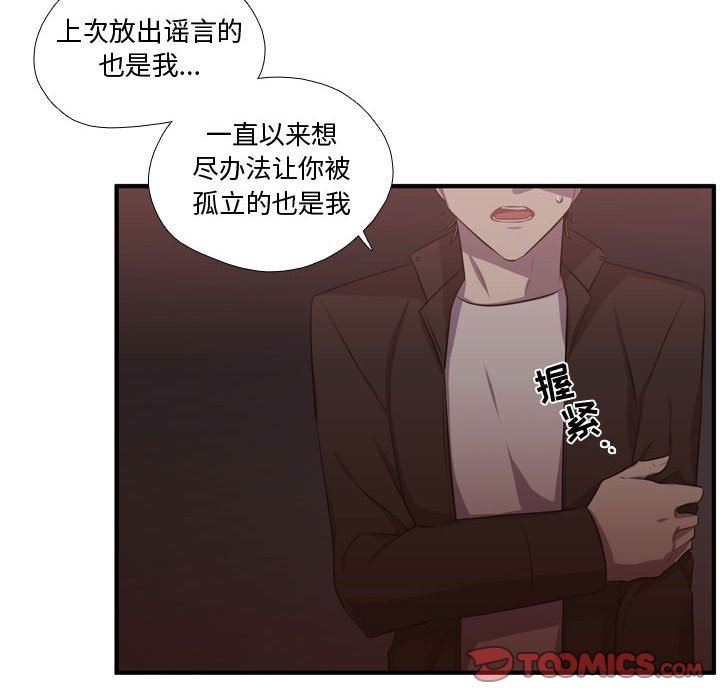 上次放出谣言的
也是我...
一直以来想
尽办法让你被
孤立的也是我
握紧...
TOOMICS.COM